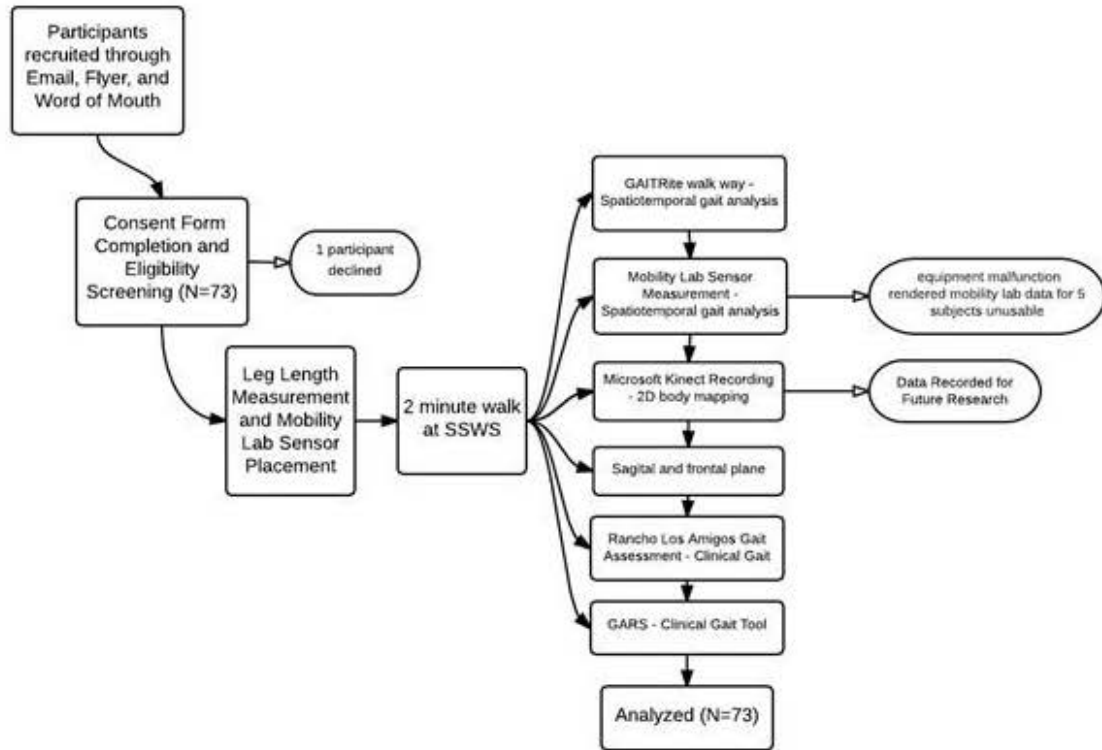 Participants
recruited through
Email, Flyer, and
Word of Mouth
Consent Form
Completion and
Eligibility
Screening (N=73)
1 participant
declined
Leg Length
Measurement
and Mobility
Lab Sensor
Placement
2 minute walk
at SSWS
GAITRite walk way -
Spatiotemporal gait analysis
Mobility Lab Sensor
Measurement -
Spatiotemporal gait analysis
equipment malfunction
rendered mobility lab data for 5
subjects unusable
Microsoft Kinect Recording
- 2D body mapping
Data Recorded for
Future Research
Sagital and frontal plane
Rancho Los Amigos Gait
Assessment - Clinical Gait
GARS - Clinical Gait Tool
Analyzed (N=73)